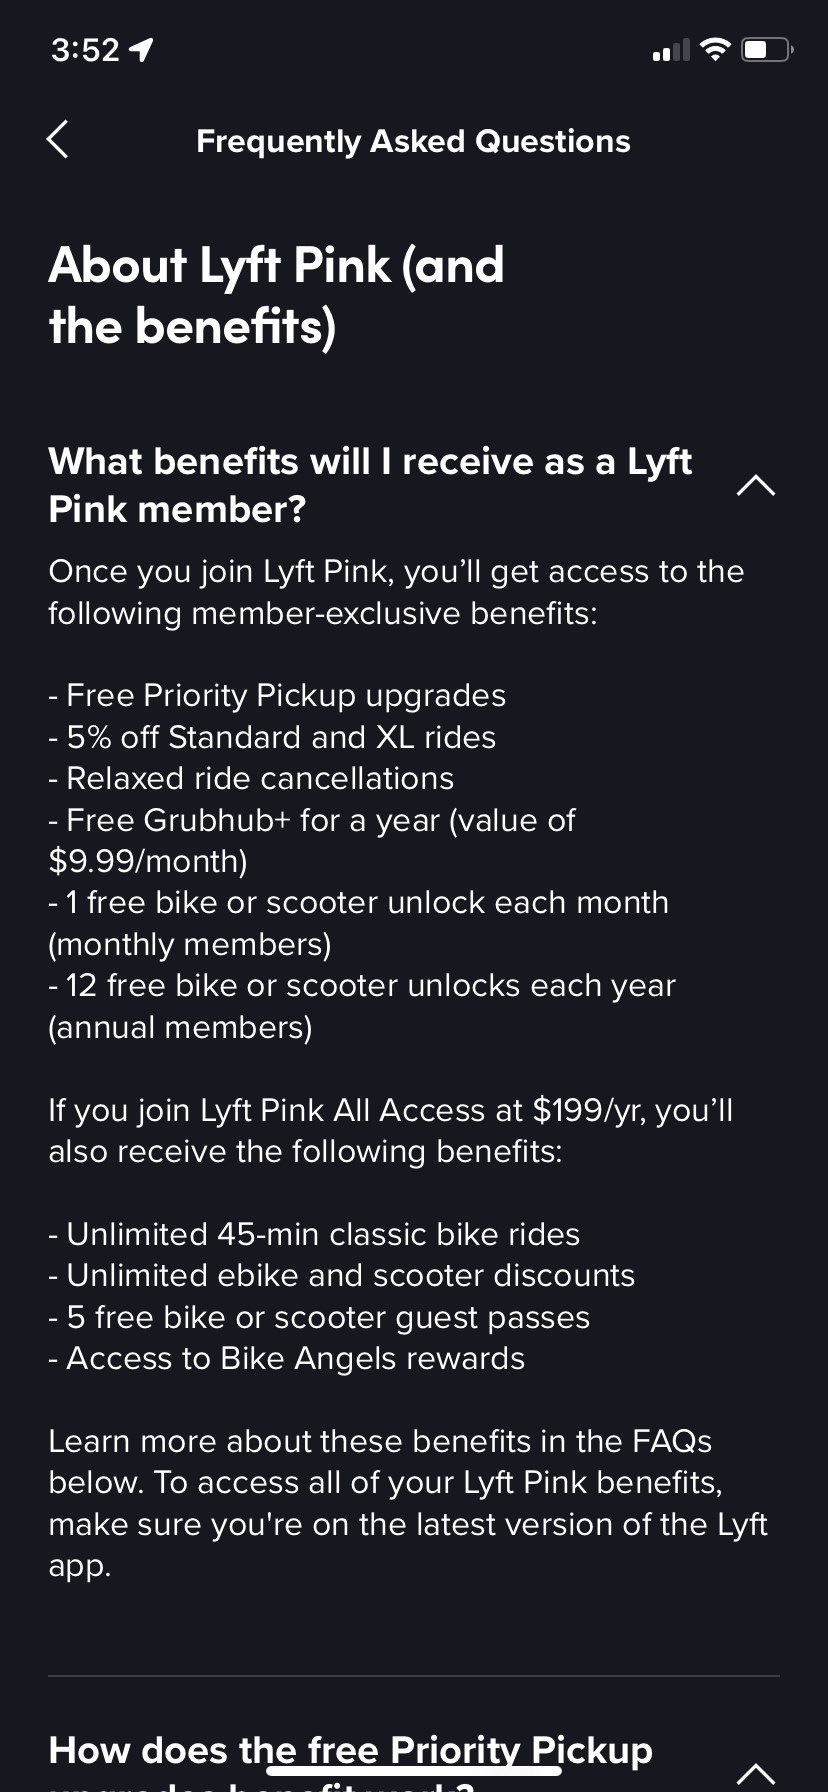 3:52
Frequently Asked Questions
About Lyft Pink (and
the benefits)
What benefits will I receive as a Lyft
Pink member?
Once you join Lyft Pink, you’ll get access to the
following member-exclusive benefits:
- Free Priority Pickup upgrades
- 5% off Standard and XL rides
- Relaxed ride cancellations
- Free Grubhub+ for a year (value of
$9.99/month)
- 1 free bike or scooter unlock each month
(monthly members)
- 12 free bike or scooter unlocks each year
(annual members)
If you join Lyft Pink All Access at $199/yr, you’ll
also receive the following benefits:
- Unlimited 45-min classic bike rides
- Unlimited ebike and scooter discounts
- 5 free bike or scooter guest passes
- Access to Bike Angels rewards
Learn more about these benefits in the FAQs
below. To access all of your Lyft Pink benefits,
make sure you're on the latest version of the Lyft
app.
How does the free Priority Pickup
upgrades benefit work?